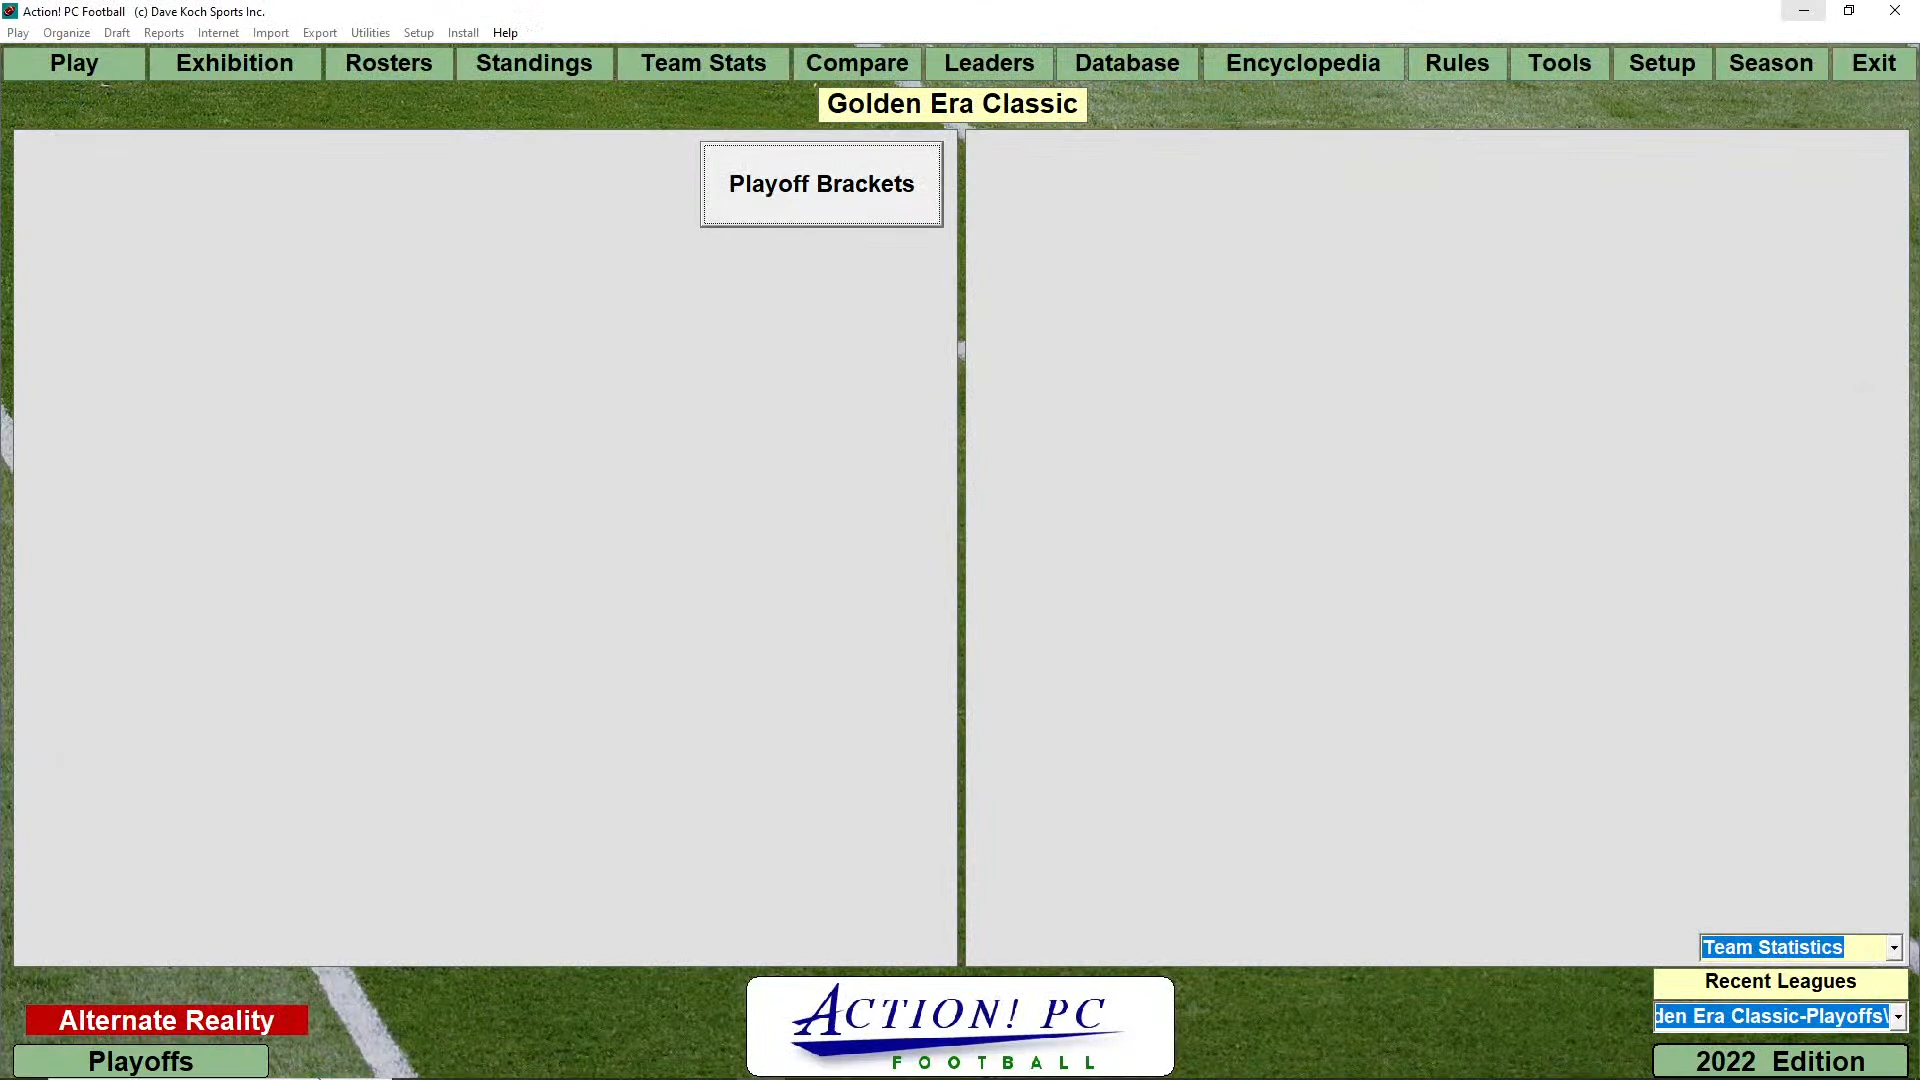 Action! PC Football (c) Dave Koch Sports Inc.
Play Organize Draft Reports Internet Import Export Utilities Setup Install Help
Play Exhibition Rosters Standings Team Stats Compare Leaders Database Encyclopedia Rules Tools Setup Season Exit
Golden Era Classic
Playoff Brackets
Team Statistics
Recent Leagues
den Era Classic-Playoffs\
Alternate Reality
Playoffs
ACTION! PC
FOOTBALL
2022 Edition